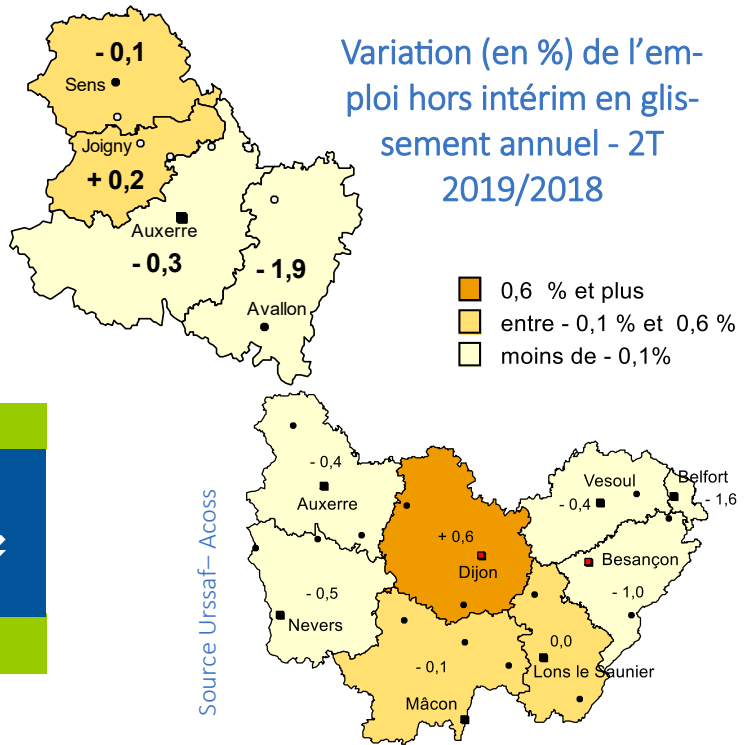 Variation (en %) de l’em-
ploi hors intérim en glis-
sement annuel - 2T
2019/2018
- 0,1
Sens
Joigny
+ 0,2
Auxerre
- 0,3
- 1,9
Avallon
0,6 % et plus
entre - 0,1 % et 0,6 %
moins de - 0,1%
- 0,4
Auxerre
+ 0,6
Dijon
Vesoul
- 0,4
Belfort
- 1,6
Besançon
- 1,0
- 0,5
Nevers
0,0
Lons le Saunier
- 0,1
Mâcon
Source Urssaf– Acoss